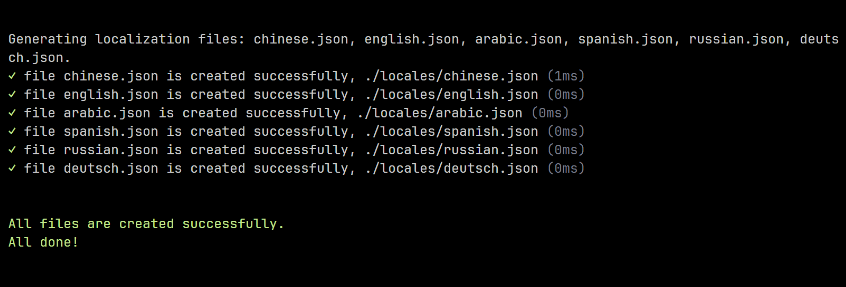 Generating localization files: chinese.json, english.json, arabic.json, spanish.json, russian.json, deuts
ch.json.
✓ file chinese.json is created successfully, ./locales/chinese.json (1ms)
✓ file english.json is created successfully, ./locales/english.json (0ms)
✓ file arabic.json is created successfully, ./locales/arabic.json (0ms)
✓ file spanish.json is created successfully, ./locales/spanish.json (0ms)
✓ file russian.json is created successfully, ./locales/russian.json (0ms)
✓ file deutsch.json is created successfully, ./locales/deutsch.json (0ms)
All files are created successfully.
All done!